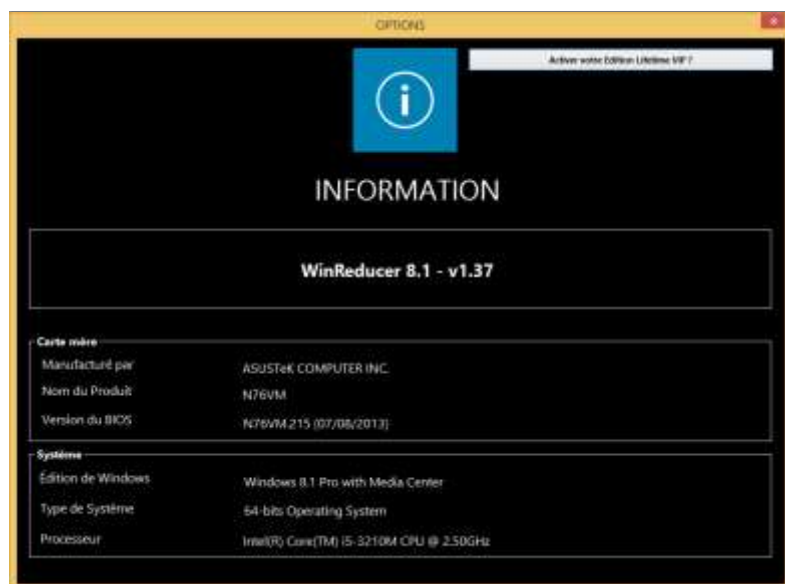 OPTIONS
Activer votre Edition Lifetime VIP ?
INFORMATION
WinReducer 8.1 - v1.37
Carte mère
Manufacturé par
ASUSTeK COMPUTER INC.
Nom du Produit
N76VM
Version du BIOS
N76VM.215 (07/08/2013)
Système
Édition de Windows
Windows 8.1 Pro with Media Center
Type de Système
64-bits Operating System
Processeur
Intel(R) Core(TM) i5-3210M CPU @ 2.50GHz